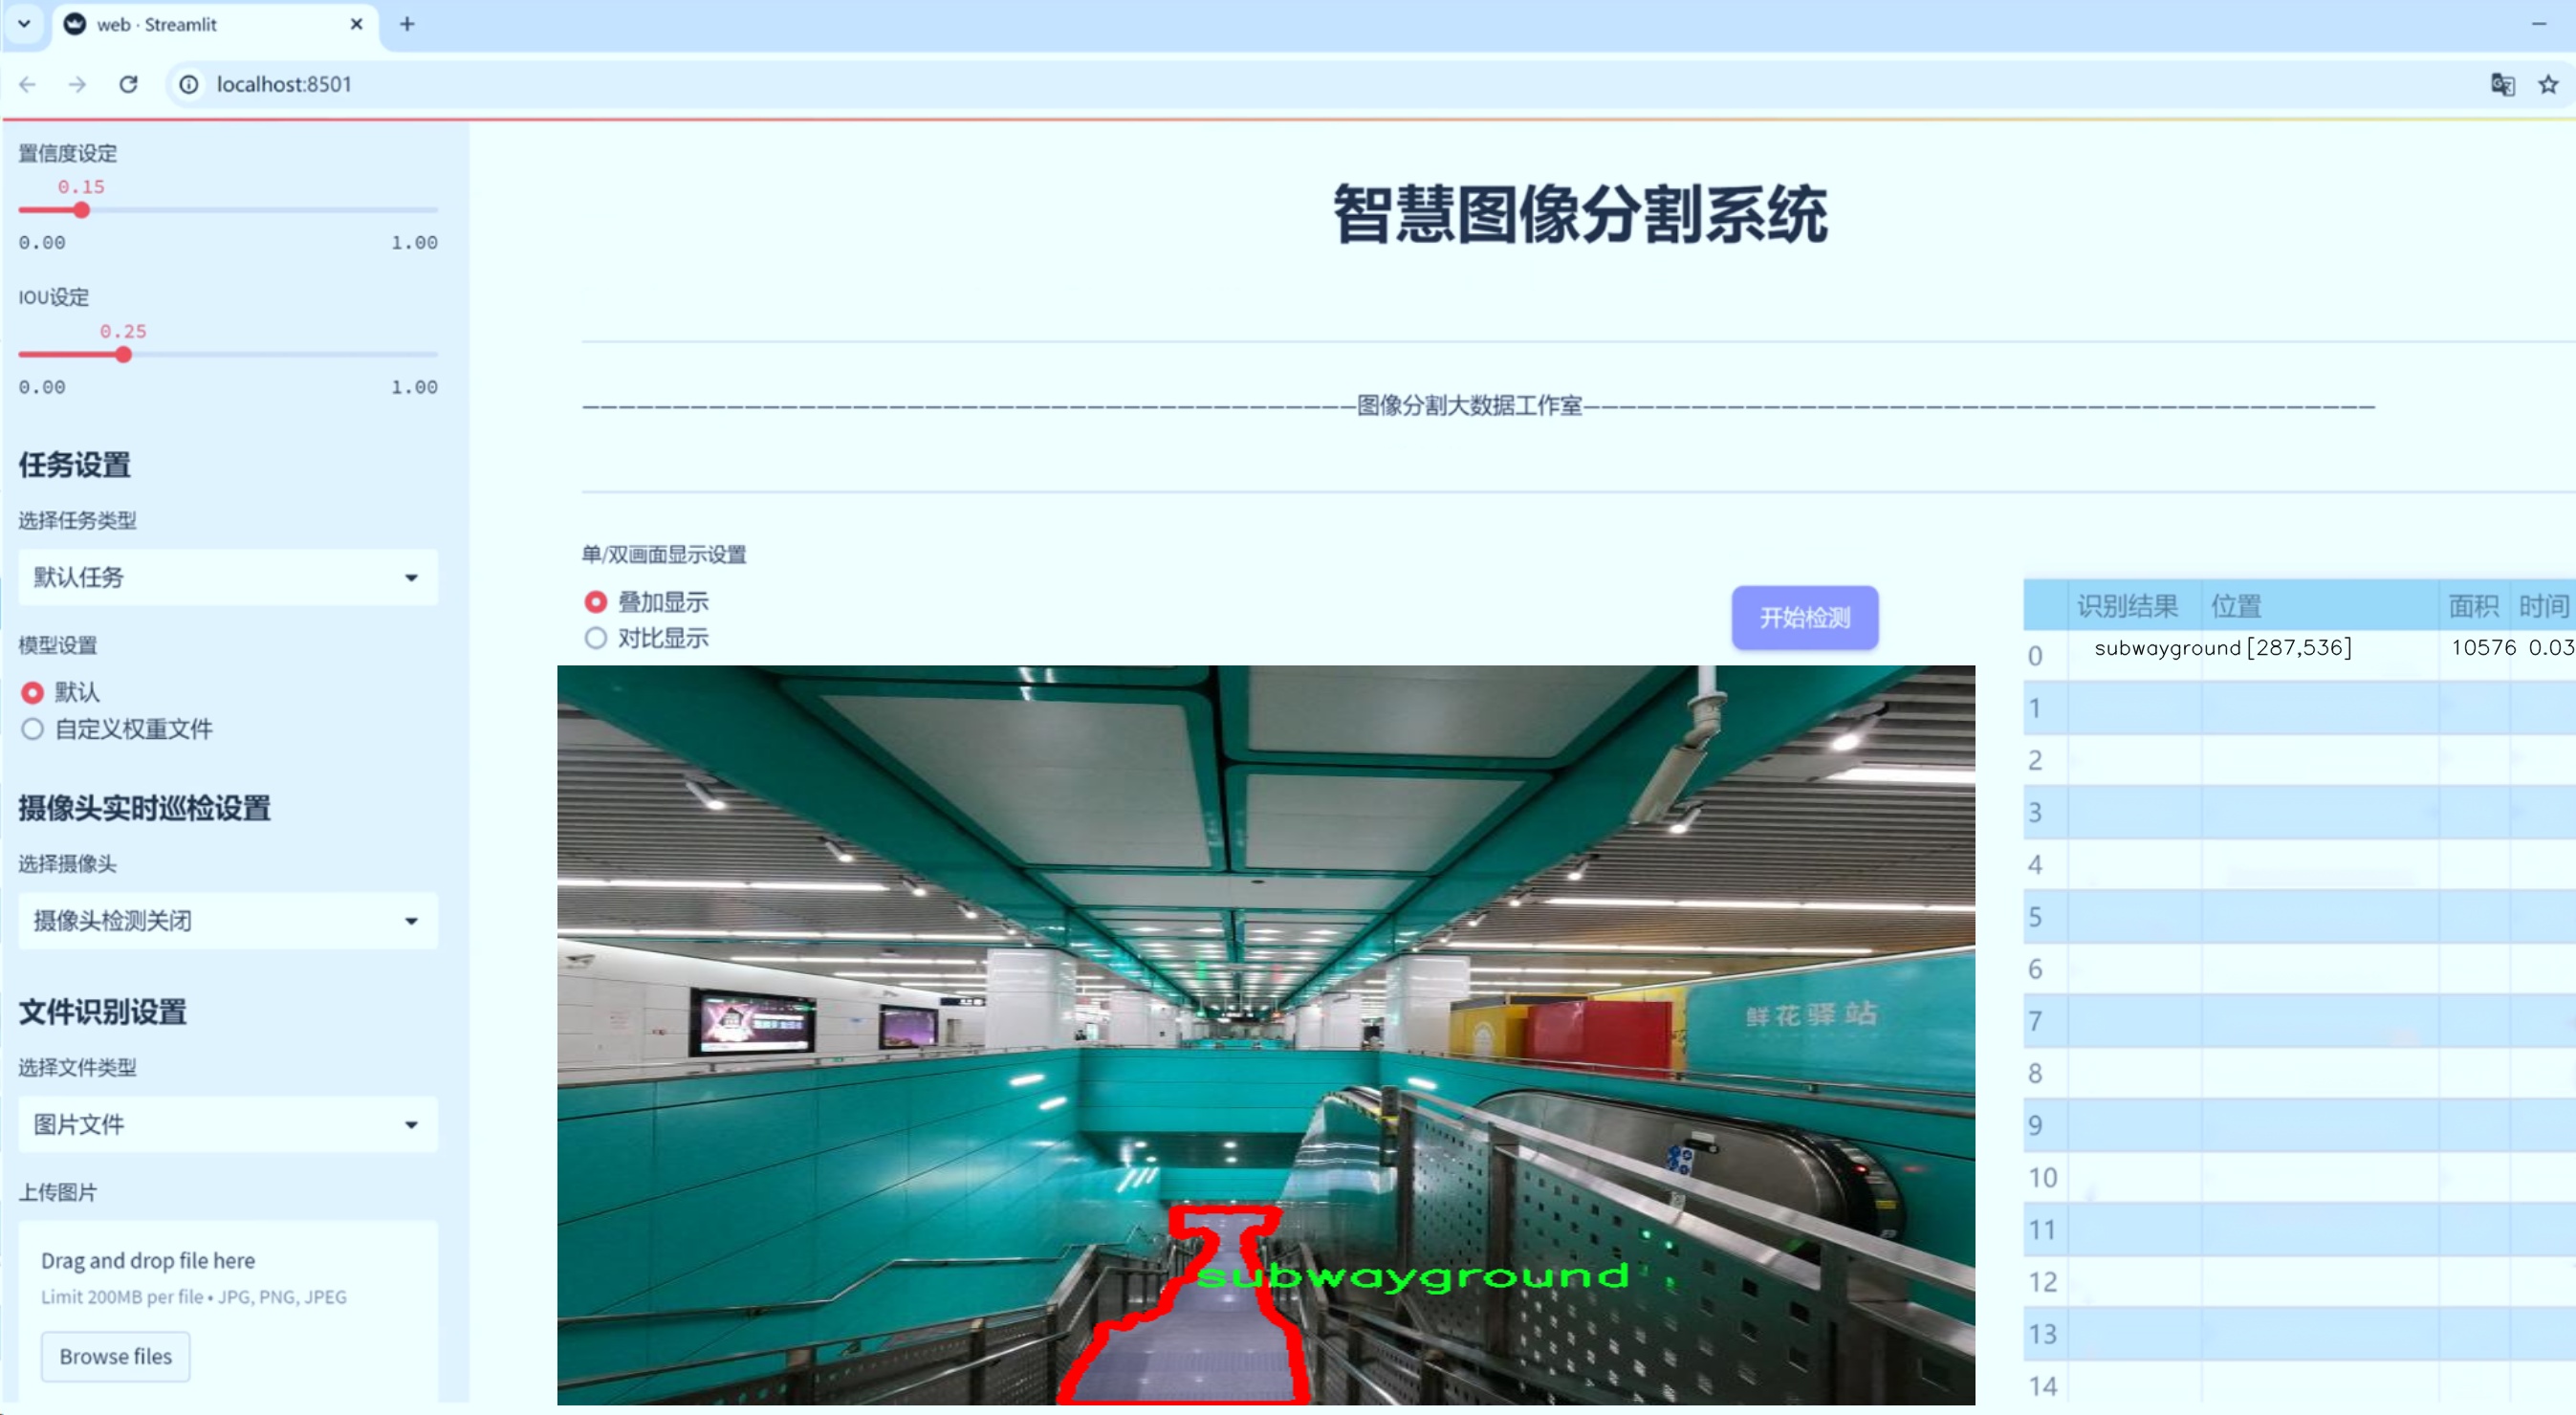 web · Streamlit
localhost:8501
置信度设定
0.15
0.00 1.00
IOU设定
0.25
0.00 1.00
任务设置
选择任务类型
默认任务
模型设置
默认
自定义权重文件
摄像头实时巡检设置
选择摄像头
摄像头检测关闭
文件识别设置
选择文件类型
图片文件
上传图片
Drag and drop file here
Limit 200MB per file • JPG, PNG, JPEG
Browse files
智慧图像分割系统
图像分割大数据工作室
单/双画面显示设置
叠加显示
对比显示
开始检测
鲜花驿站
subwayground
识别结果 位置 面积 时间
0 subwayground [287,536] 10576 0.03
1
2
3
4
5
6
7
8
9
10
11
12
13
14